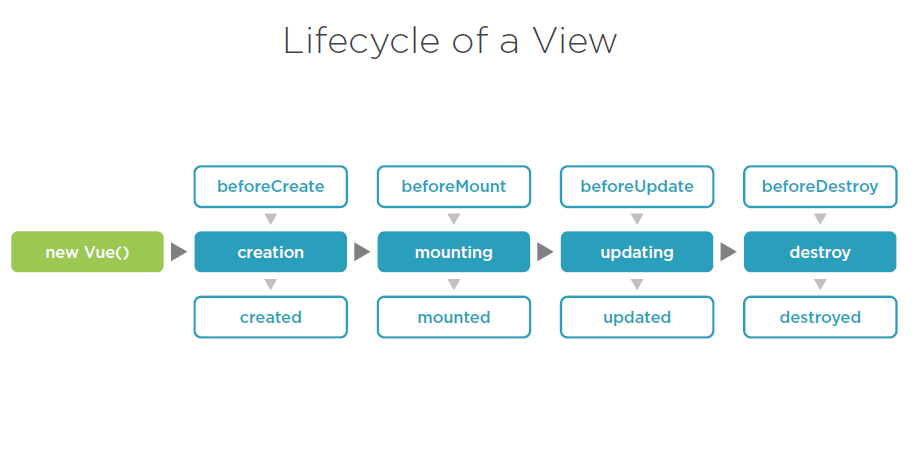 Lifecycle of a View
beforeCreate
beforeMount
beforeUpdate
beforeDestroy
new Vue()
creation
mounting
updating
destroy
created
mounted
updated
destroyed